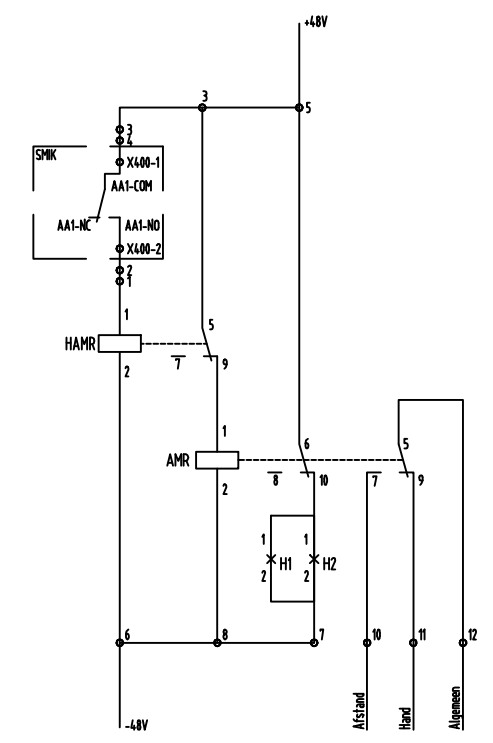 +48V
3
5
3
4
SMIK
X400-1
AA1-COM
AA1-NC
AA1-NO
X400-2
2
1
1
HAMR
2
5
7
9
1
AMR
2
6
8
10
5
7
9
1
1
H1
H2
2
2
6
8
7
10
11
12
Afstand
Hand
Algemeen
-48V